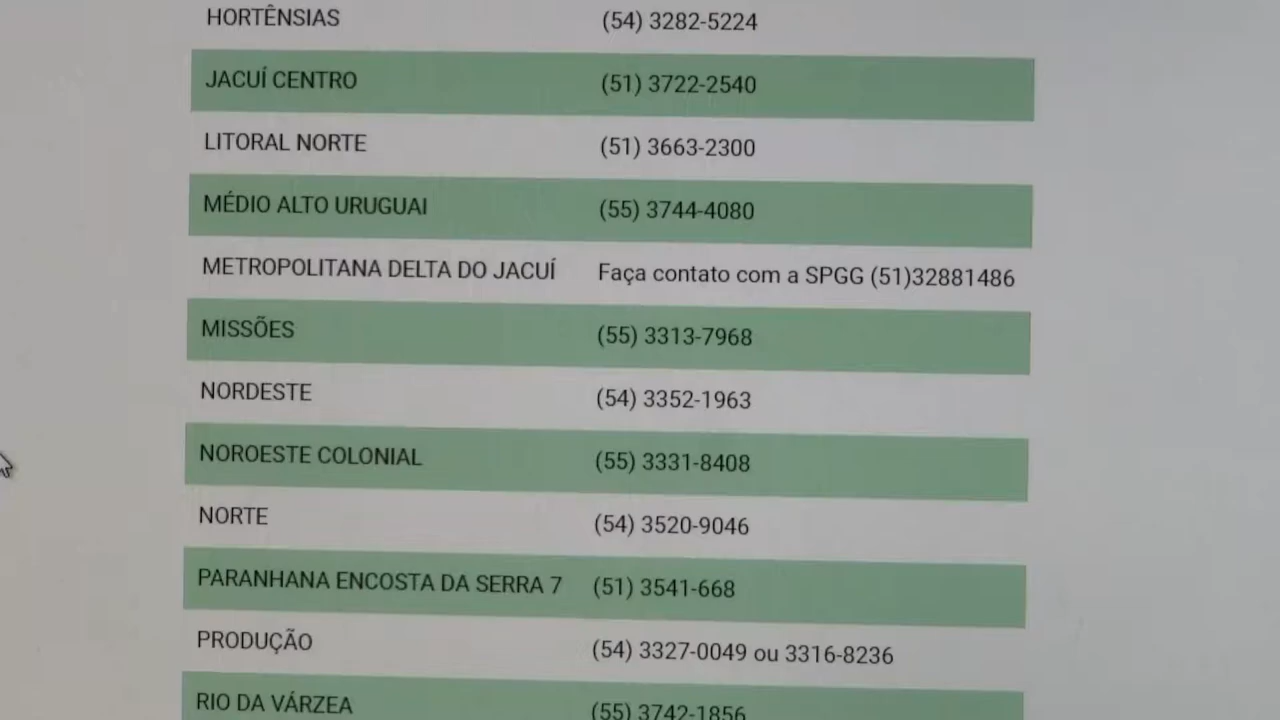 HORTÊNSIAS (54) 3282-5224
JACUÍ CENTRO (51) 3722-2540
LITORAL NORTE (51) 3663-2300
MÉDIO ALTO URUGUAI (55) 3744-4080
METROPOLITANA DELTA DO JACUÍ Faça contato com a SPGG (51)32881486
MISSÕES (55) 3313-7968
NORDESTE (54) 3352-1963
NOROESTE COLONIAL (55) 3331-8408
NORTE (54) 3520-9046
PARANHANA ENCOSTA DA SERRA 7 (51) 3541-668
PRODUÇÃO (54) 3327-0049 ou 3316-8236
RIO DA VÁRZEA (55) 3742-1856